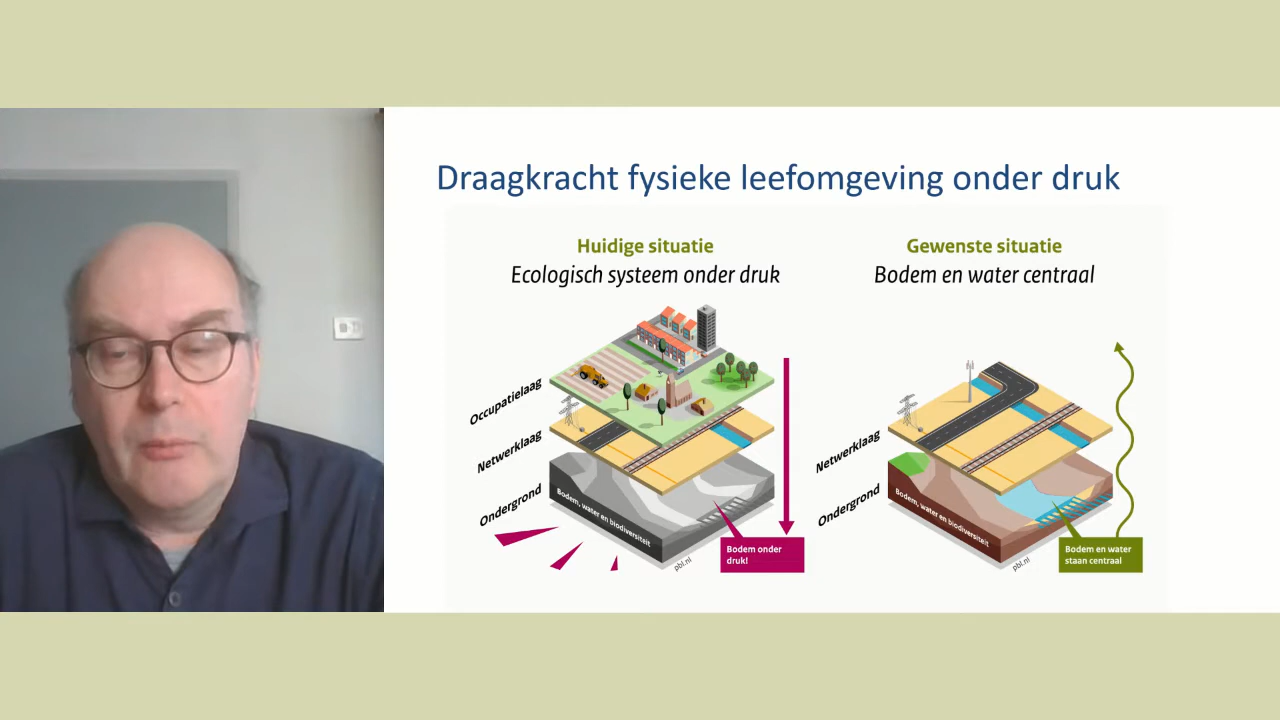 Draagkracht fysieke leefomgeving onder druk
Huidige situatie
Ecologisch systeem onder druk
Occupatielaag
Netwerklaag
Ondergrond
Bodem, water en biodiversiteit
Bodem onder
druk!
pbl.nl
Gewenste situatie
Bodem en water centraal
Netwerklaag
Ondergrond
Bodem, water en biodiversiteit
Bodem en water
staan centraal
pbl.nl